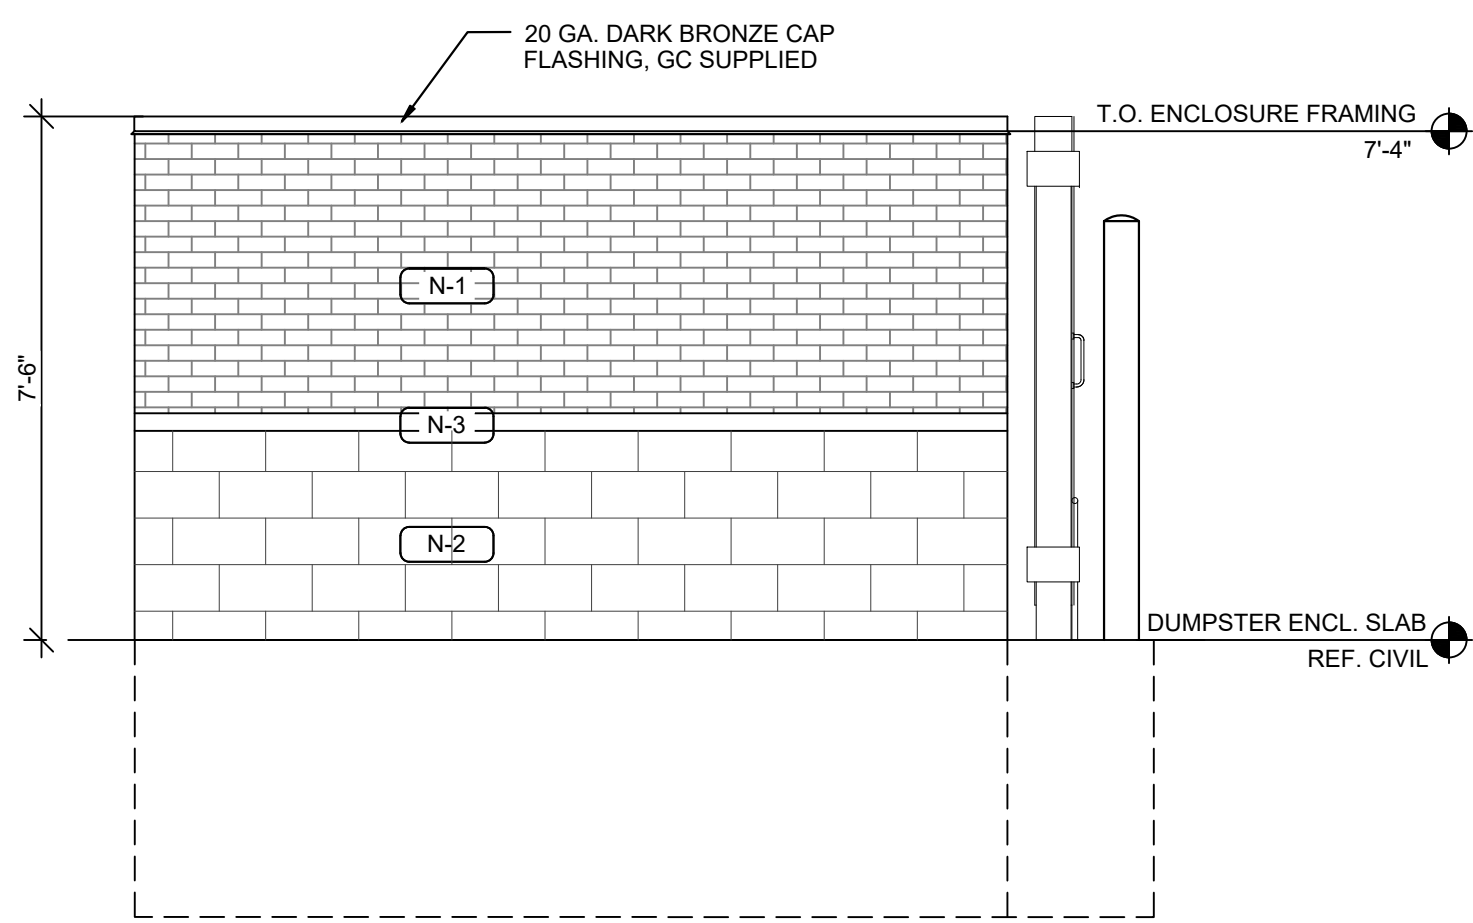 20 GA. DARK BRONZE CAP
FLASHING, GC SUPPLIED
T.O. ENCLOSURE FRAMING
7'-4"
N-1
7'-6"
N-3
N-2
DUMPSTER ENCL. SLAB
REF. CIVIL